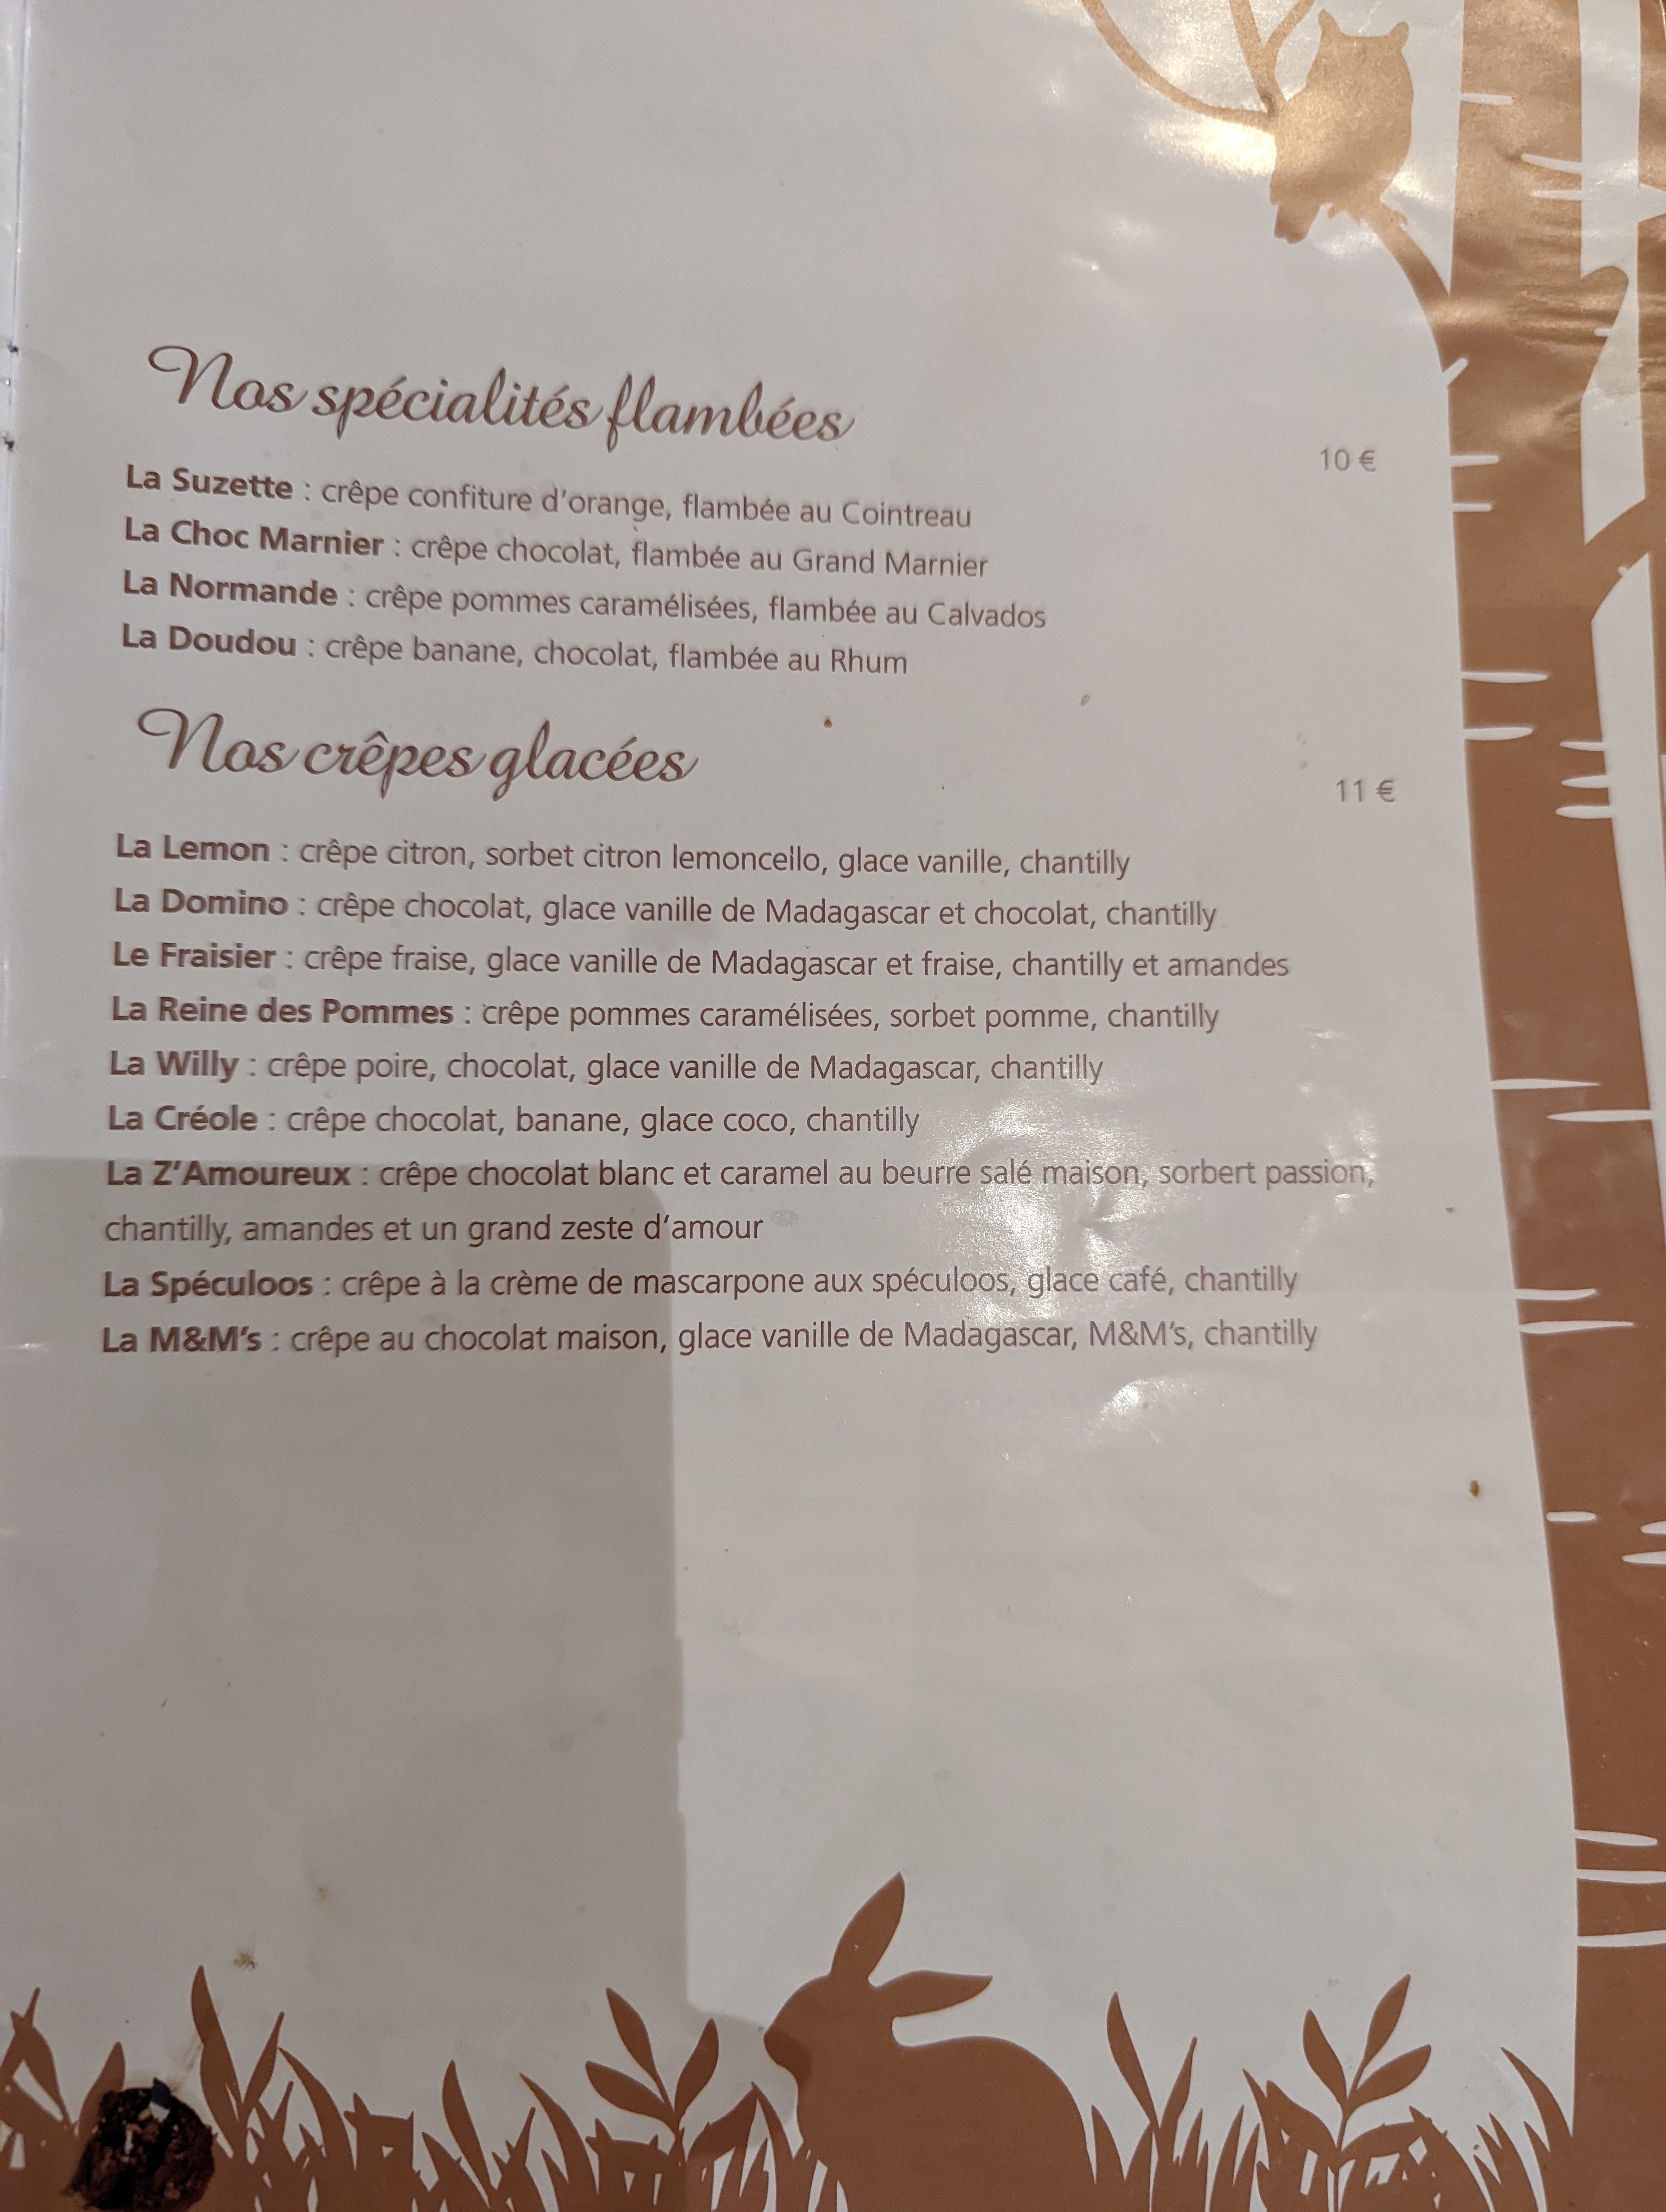 Nos spécialités flambées
10 €
La Suzette : crêpe confiture d'orange, flambée au Cointreau
La Choc Marnier : crêpe chocolat, flambée au Grand Marnier
La Normande : crêpe pommes caramélisées, flambée au Calvados
La Doudou : crêpe banane, chocolat, flambée au Rhum
Nos crêpes glacées
11 €
La Lemon : crêpe citron, sorbet citron lemoncello, glace vanille, chantilly
La Domino : crêpe chocolat, glace vanille de Madagascar et chocolat, chantilly
Le Fraisier : crêpe fraise, glace vanille de Madagascar et fraise, chantilly et amandes
La Reine des Pommes : crêpe pommes caramélisées, sorbet pomme, chantilly
La Willy : crêpe poire, chocolat, glace vanille de Madagascar, chantilly
La Créole : crêpe chocolat, banane, glace coco, chantilly
La Z'Amoureux : crêpe chocolat blanc et caramel au beurre salé maison, sorbert passion,
chantilly, amandes et un grand zeste d'amour
La Spéculoos : crêpe à la crème de mascarpone aux spéculoos, glace café, chantilly
La M&M's : crêpe au chocolat maison, glace vanille de Madagascar, M&M's, chantilly